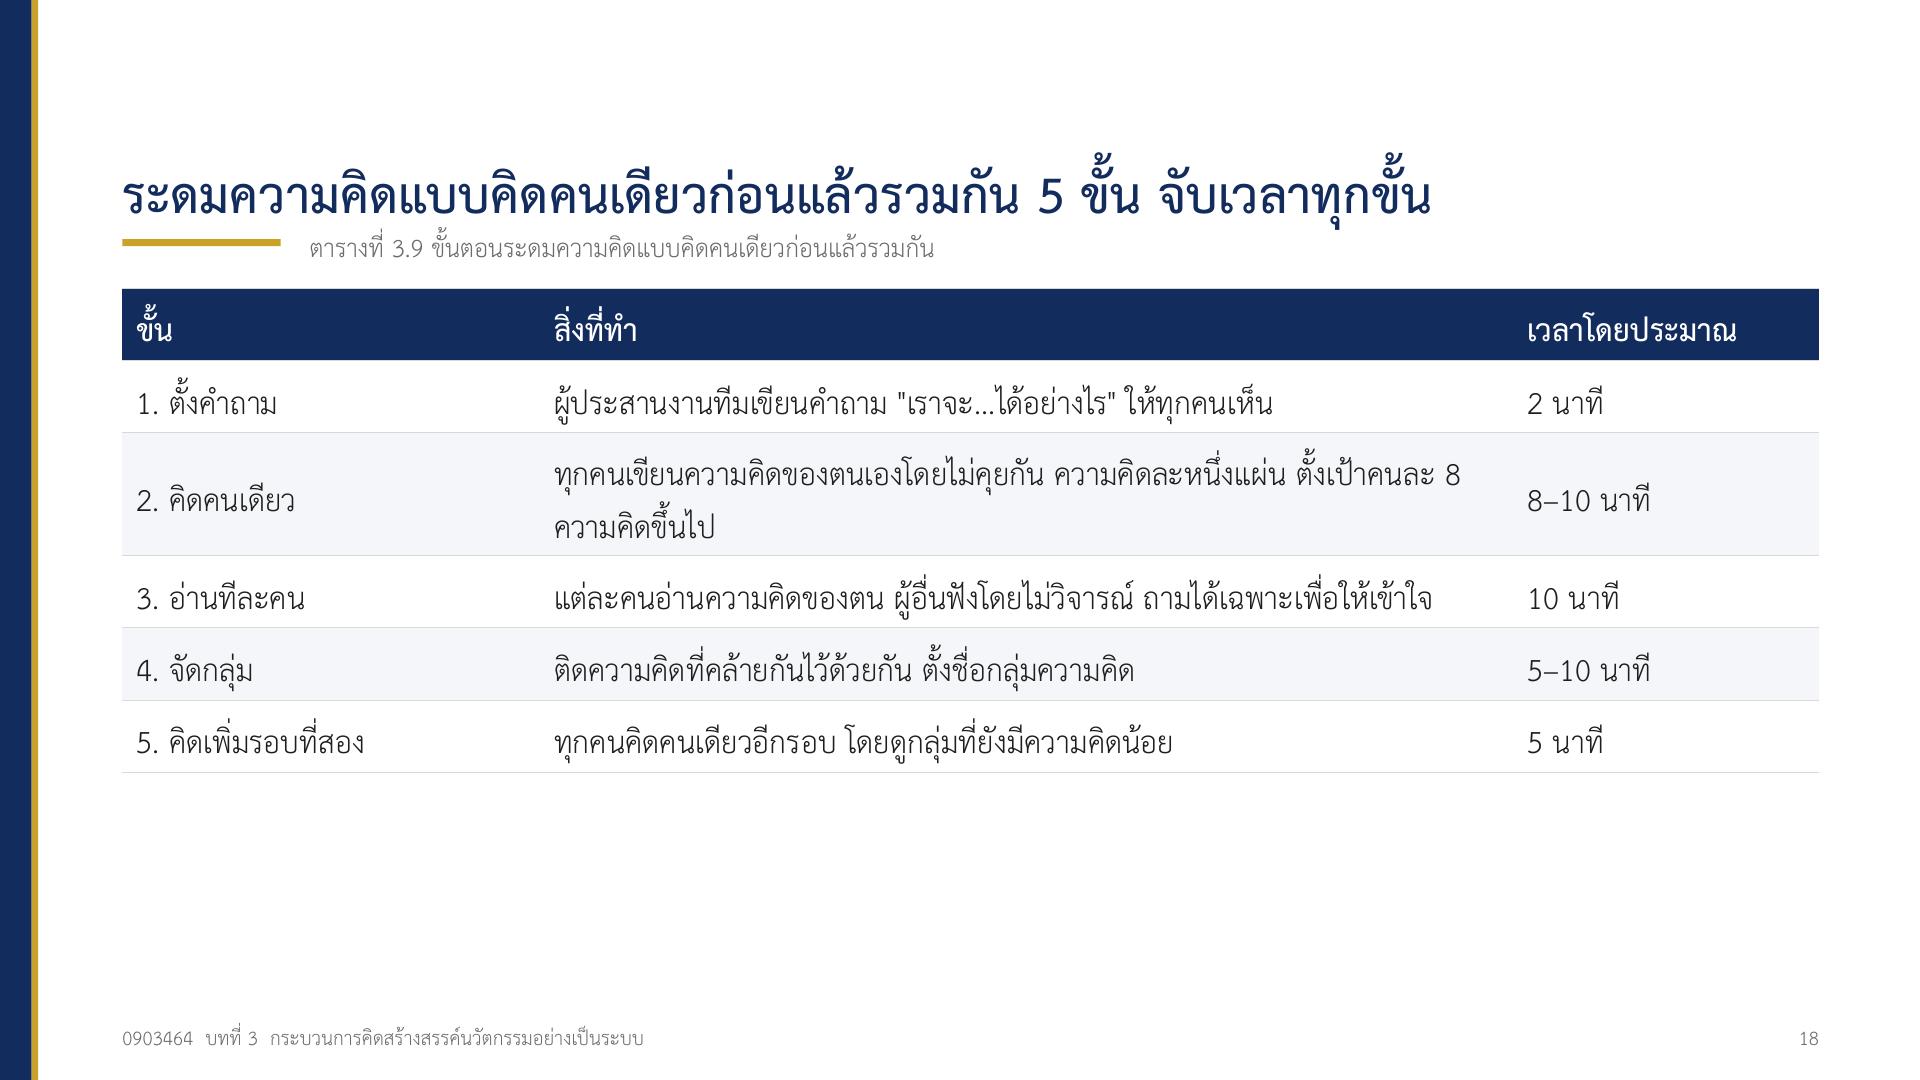 ระดมความคิดแบบคิดคนเดียวก่อนแล้วรวมกัน 5 ขั้น จับเวลาทุกขั้น
ตารางที่ 3.9 ขั้นตอนระดมความคิดแบบคิดคนเดียวก่อนแล้วรวมกัน
ขั้น สิ่งที่ทำ เวลาโดยประมาณ
1. ตั้งคำถาม ผู้ประสานงานทีมเขียนคำถาม "เราจะ...ได้อย่างไร" ให้ทุกคนเห็น 2 นาที
2. คิดคนเดียว ทุกคนเขียนความคิดของตนเองโดยไม่คุยกัน ความคิดละหนึ่งแผ่น ตั้งเป้าคนละ 8
ความคิดขึ้นไป 8–10 นาที
3. อ่านทีละคน แต่ละคนอ่านความคิดของตน ผู้อื่นฟังโดยไม่วิจารณ์ ถามได้เฉพาะเพื่อให้เข้าใจ 10 นาที
4. จัดกลุ่ม ติดความคิดที่คล้ายกันไว้ด้วยกัน ตั้งชื่อกลุ่มความคิด 5–10 นาที
5. คิดเพิ่มรอบที่สอง ทุกคนคิดคนเดียวอีกรอบ โดยดูกลุ่มที่ยังมีความคิดน้อย 5 นาที
0903464 บทที่ 3 กระบวนการคิดสร้างสรรค์นวัตกรรมอย่างเป็นระบบ 18